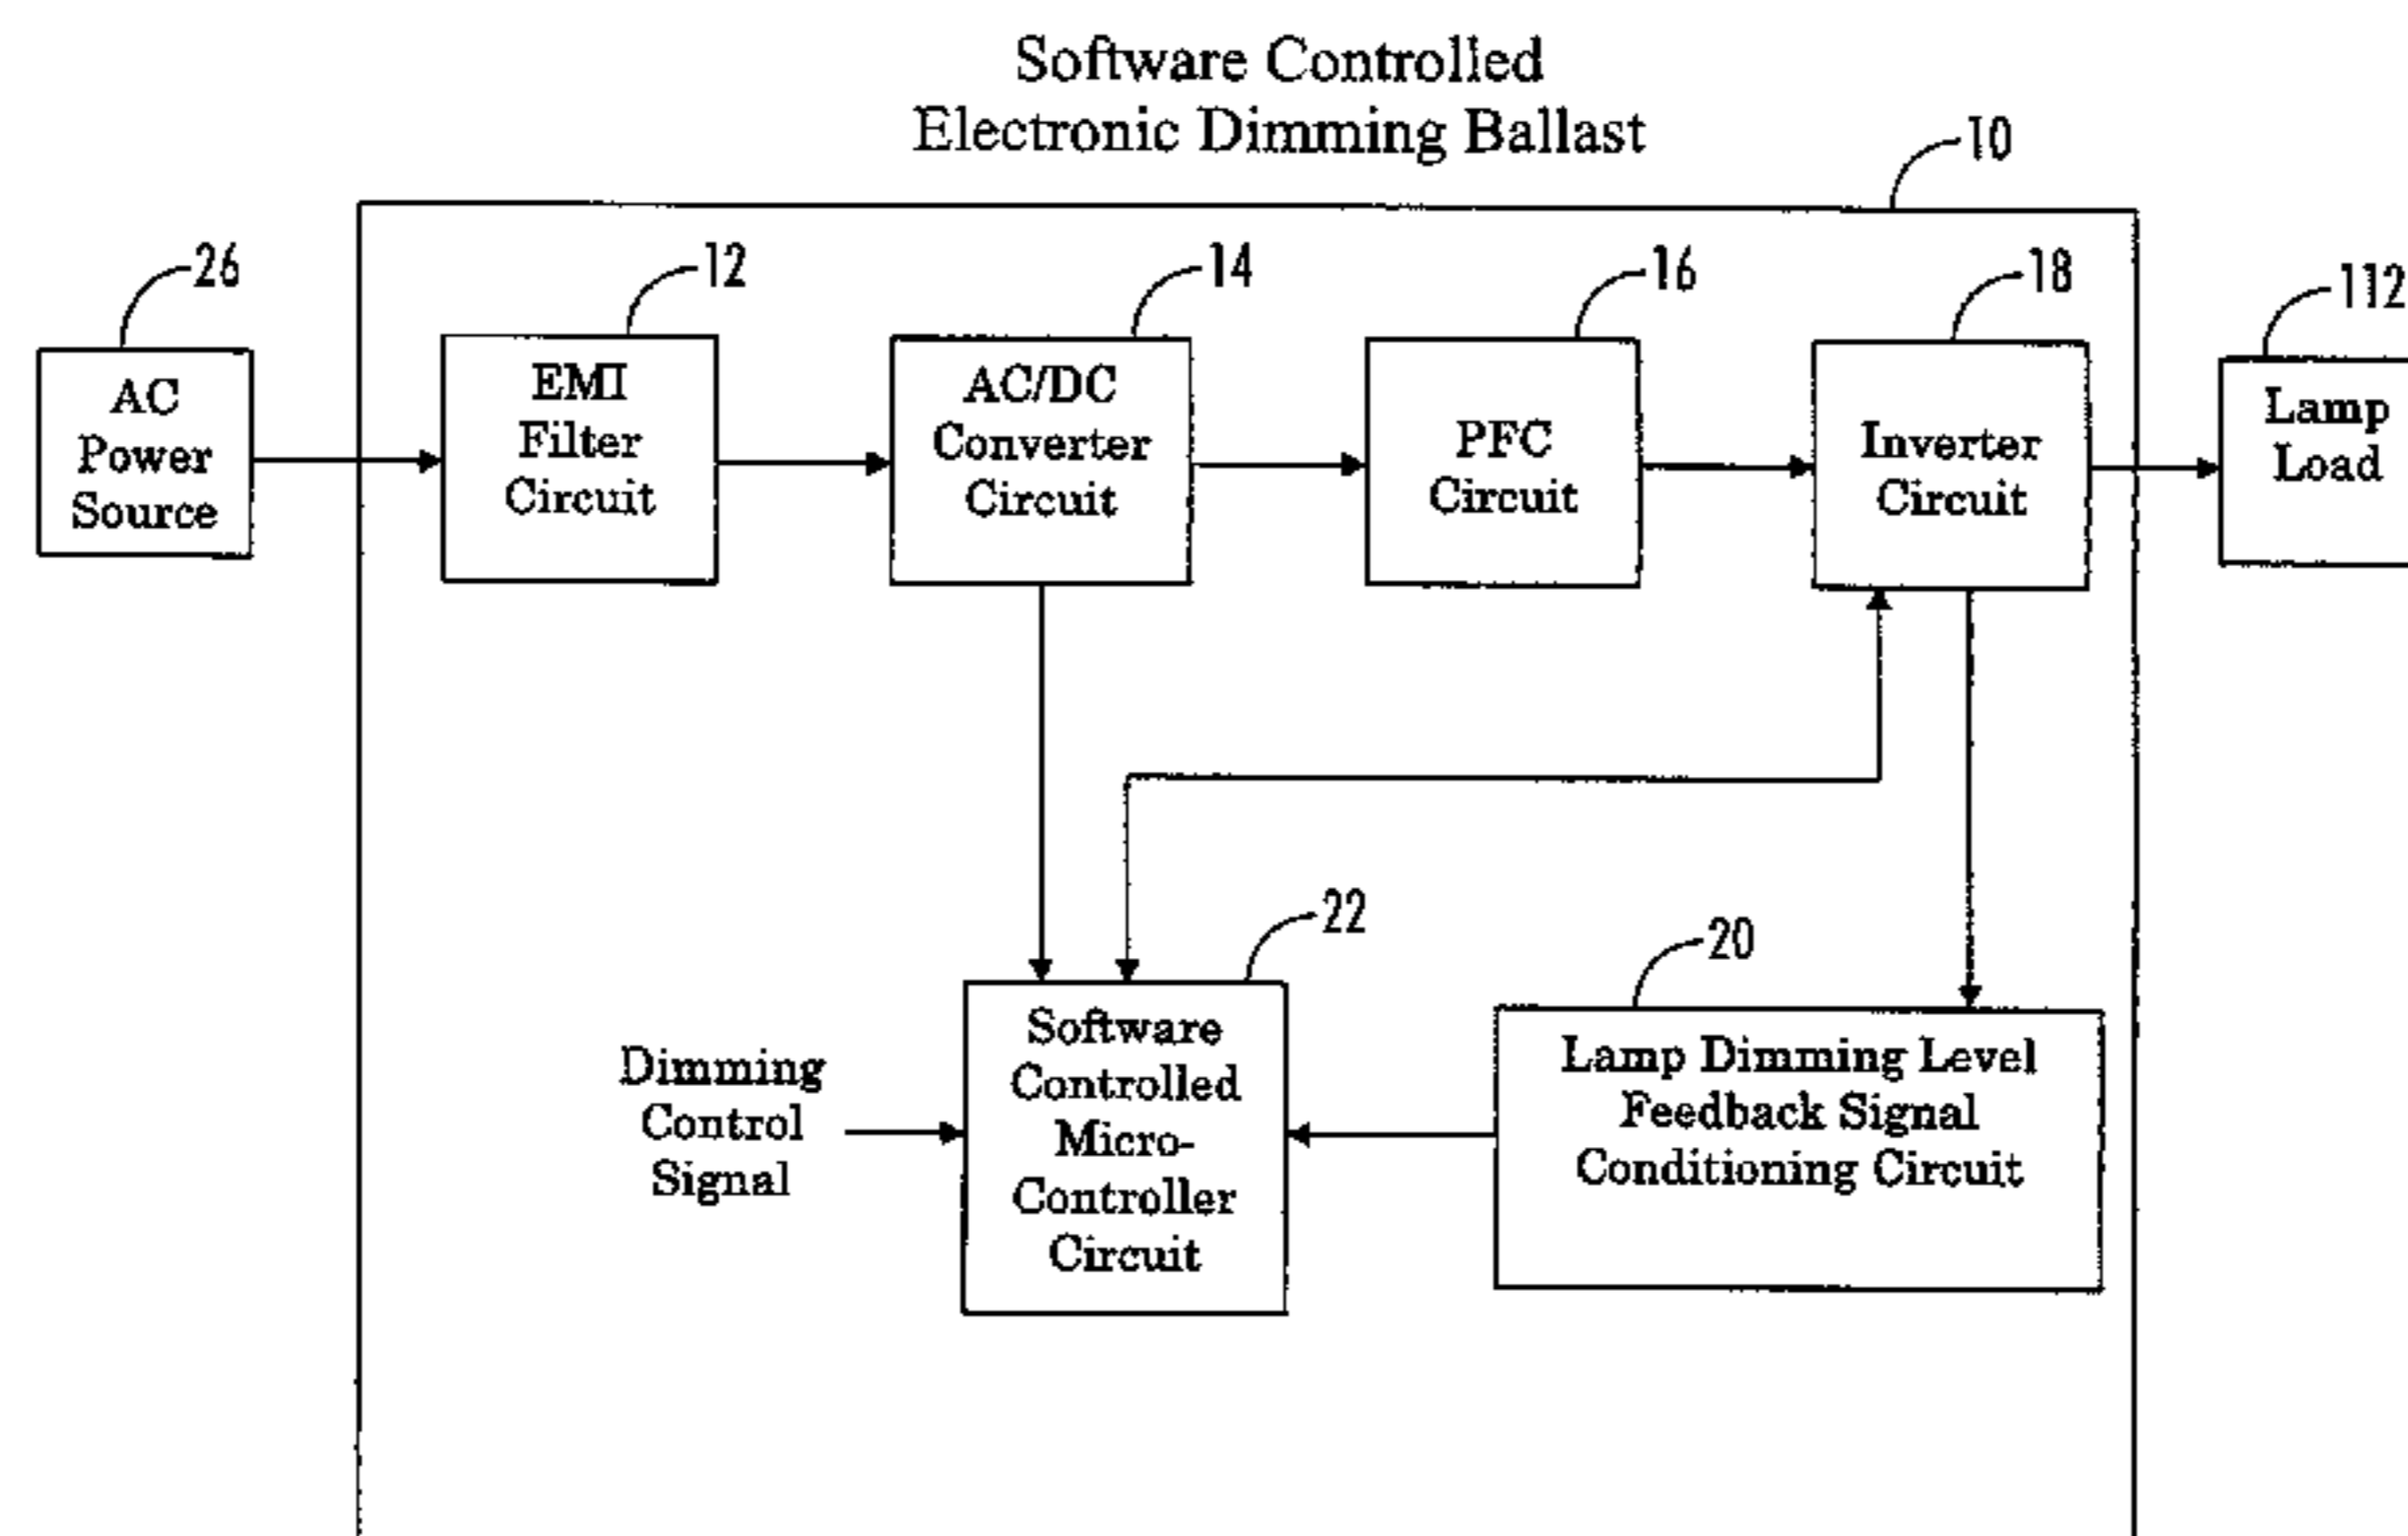 Software Controlled
Electronic Dimming Ballast
10
26
12
14
16
18
112
AC
Power
Source
EMI
Filter
Circuit
AC/DC
Converter
Circuit
PFC
Circuit
Inverter
Circuit
Lamp
Load
22
20
Dimming
Control
Signal
Software
Controlled
Micro-
Controller
Circuit
Lamp Dimming Level
Feedback Signal
Conditioning Circuit